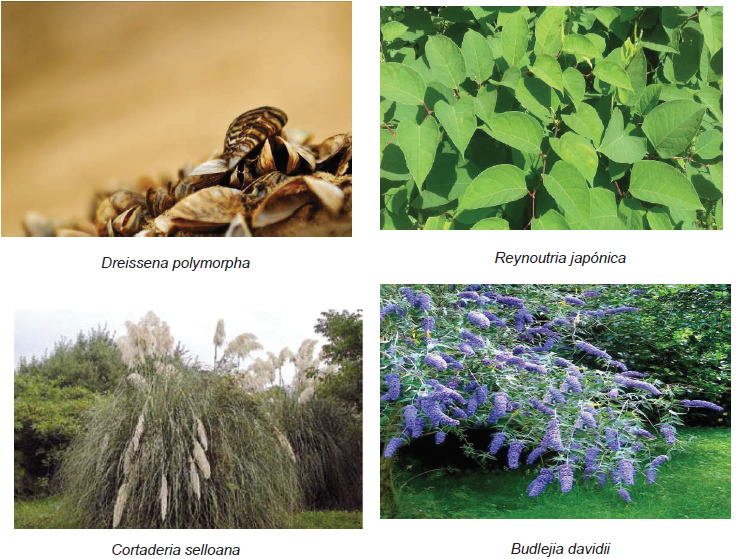 Dreissena polymorpha
Reynoutria japónica
Cortaderia selloana
Budlejia davidii